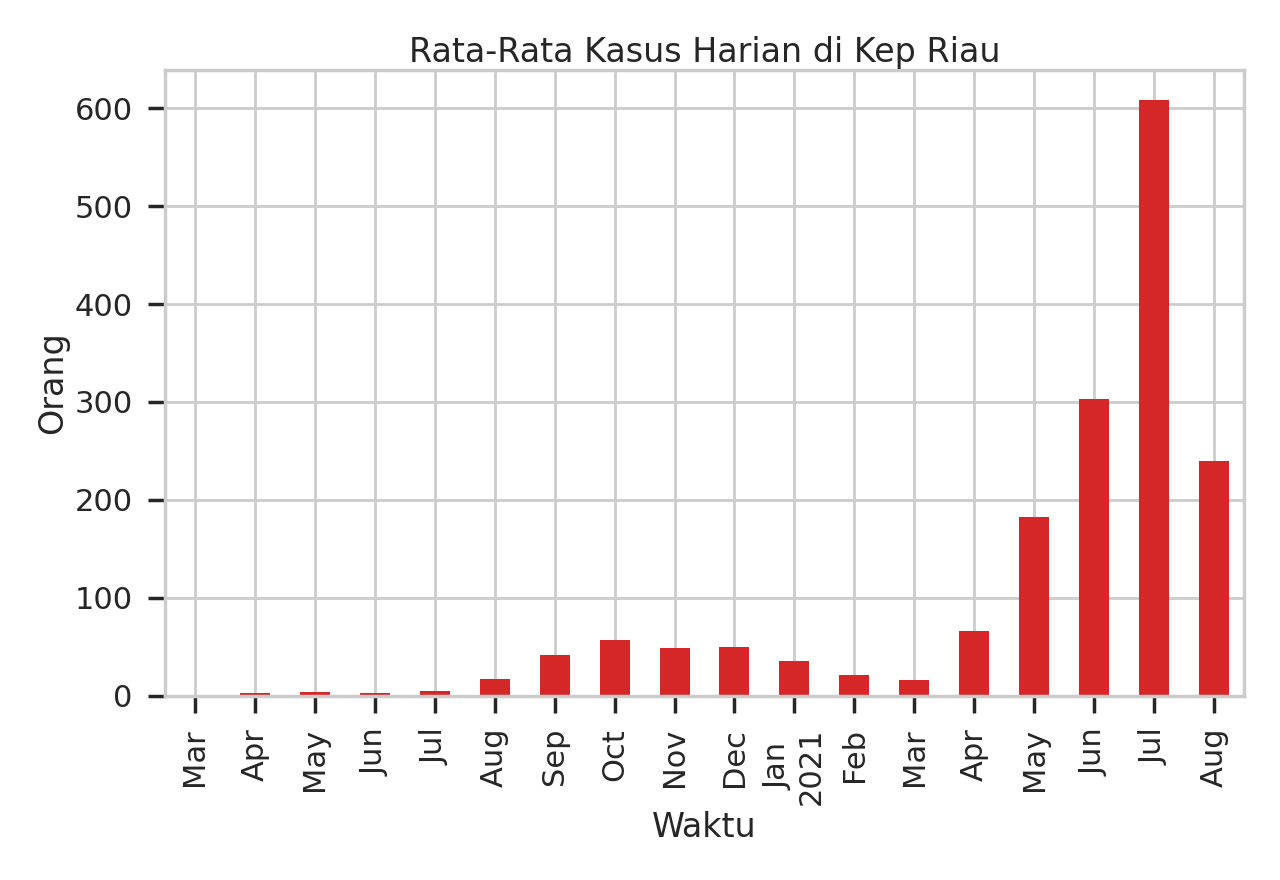 Rata-Rata Kasus Harian di Kep Riau
600
500
400
300
200
100
0
Orang
Mar
Apr
May
Jun
Jul
Aug
Sep
Oct
Nov
Dec
Jan
2021
Feb
Mar
Apr
May
Jun
Jul
Aug
Waktu